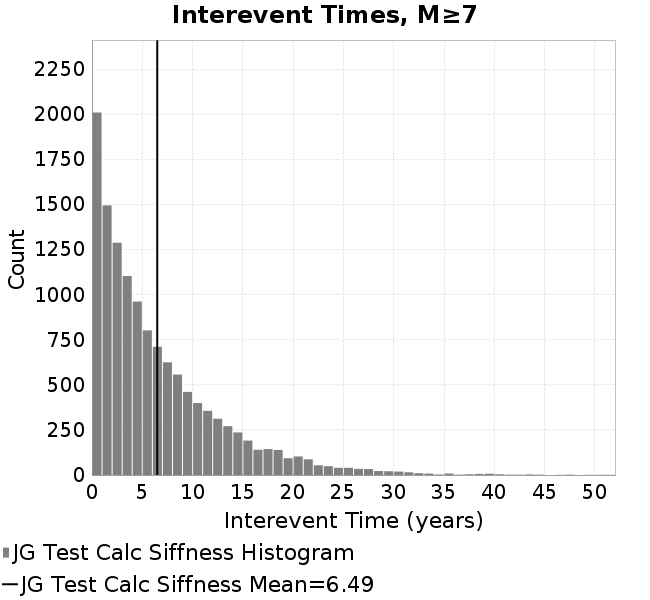 Interevent Times, M≥7
2250
2000
1750
1500
1250
1000
750
500
250
0
Count
0 5 10 15 20 25 30 35 40 45 50
Interevent Time (years)
JG Test Calc Siffness Histogram
JG Test Calc Siffness Mean=6.49